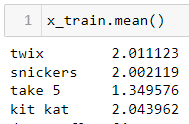 1 x_train.mean()
twix 2.011123
snickers 2.002119
take 5 1.349576
kit kat 2.043962